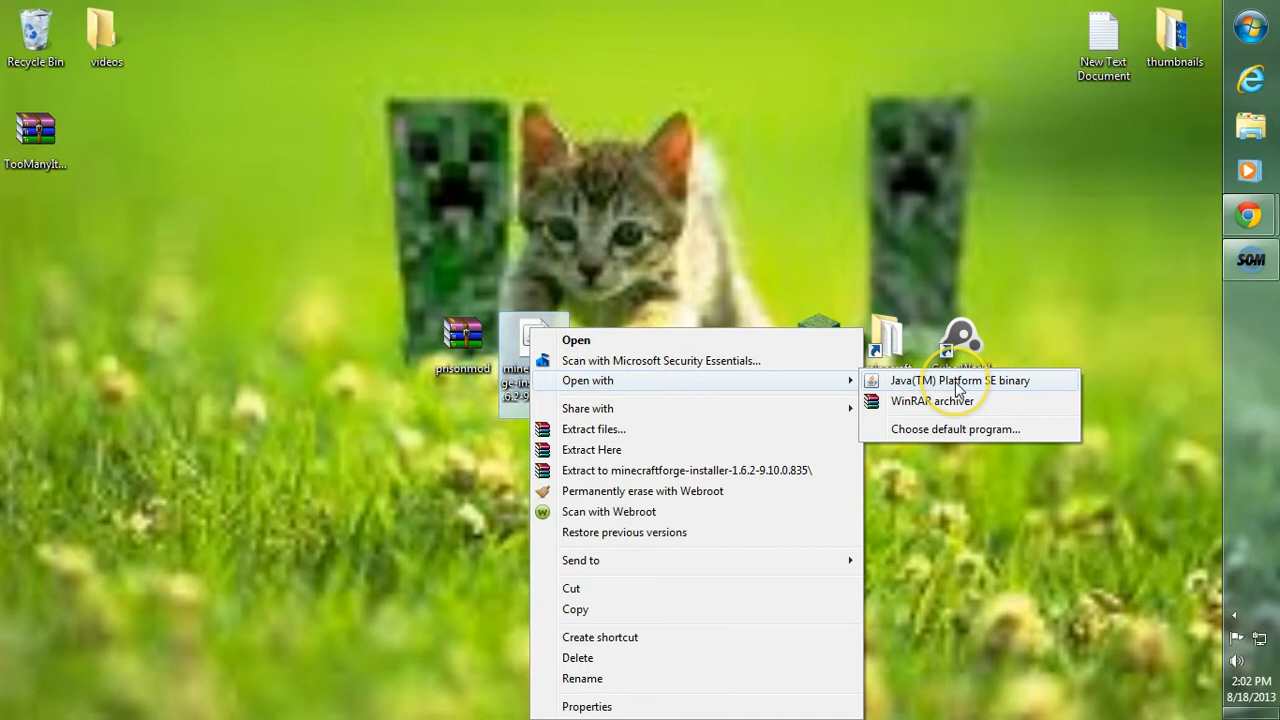 Recycle Bin
videos
New Text
Document
thumbnails
TooManyIt...
prisonmod
Open
Scan with Microsoft Security Essentials...
Open with
Java(TM) Platform SE binary
WinRAR archiver
Choose default program...
Share with
Extract files...
Extract Here
Extract to minecraftforge-installer-1.6.2-9.10.0.835\
Permanently erase with Webroot
Scan with Webroot
Restore previous versions
Send to
Cut
Copy
Create shortcut
Delete
Rename
Properties
SOM
2:02 PM
8/18/2013